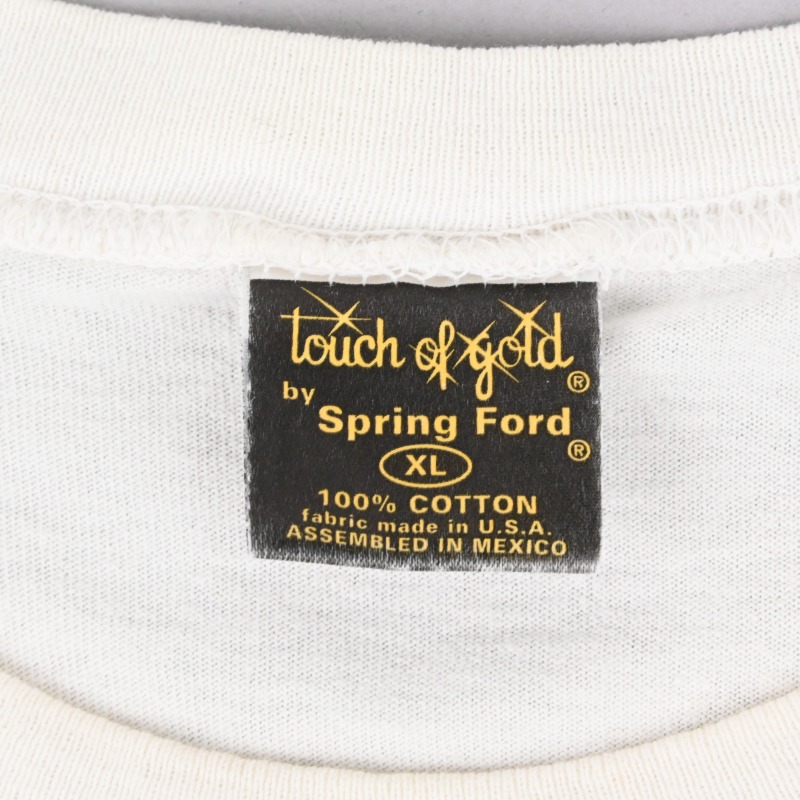 touch of gold ®
by
Spring Ford ®
XL
100% COTTON
fabric made in U.S.A.
ASSEMBLED IN MEXICO